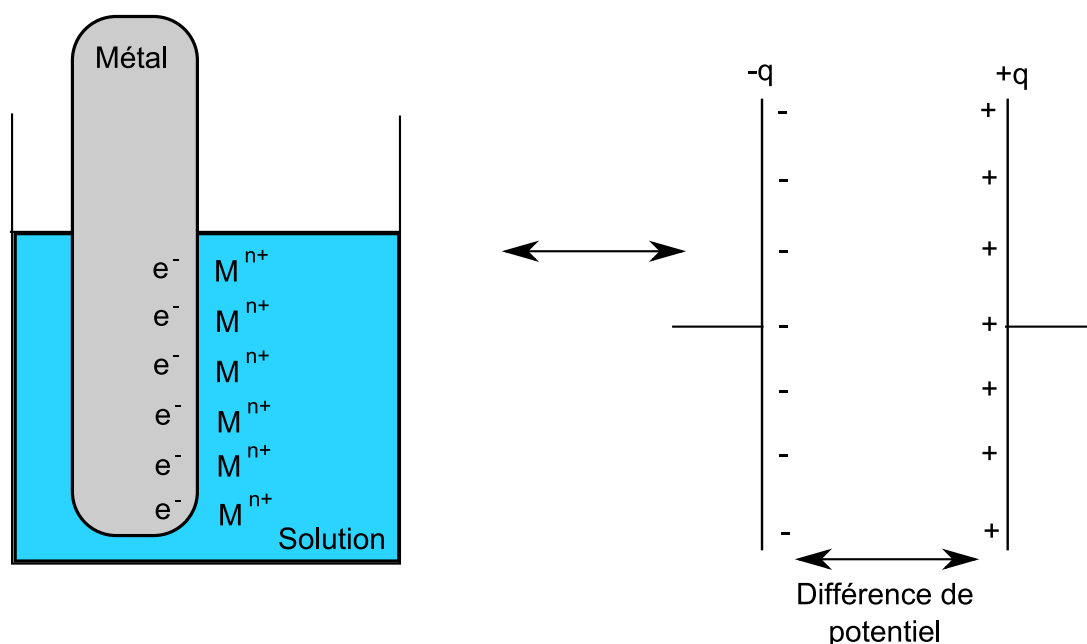 Métal
e- Mn+
e- Mn+
e- Mn+
e- Mn+
e- Mn+
e- Mn+
Solution
-q +q
- +
- +
- +
- +
- +
- +
- +
Différence de
potentiel